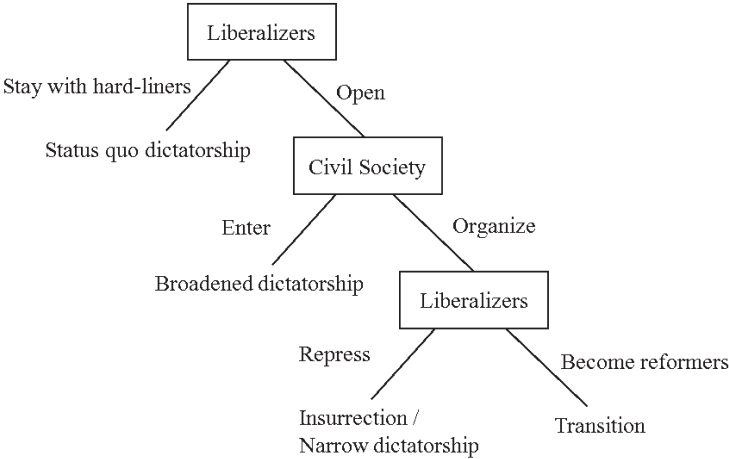 Liberalizers
Stay with hard-liners
Open
Status quo dictatorship
Civil Society
Enter
Organize
Broadened dictatorship
Liberalizers
Repress
Become reformers
Insurrection /
Narrow dictatorship
Transition